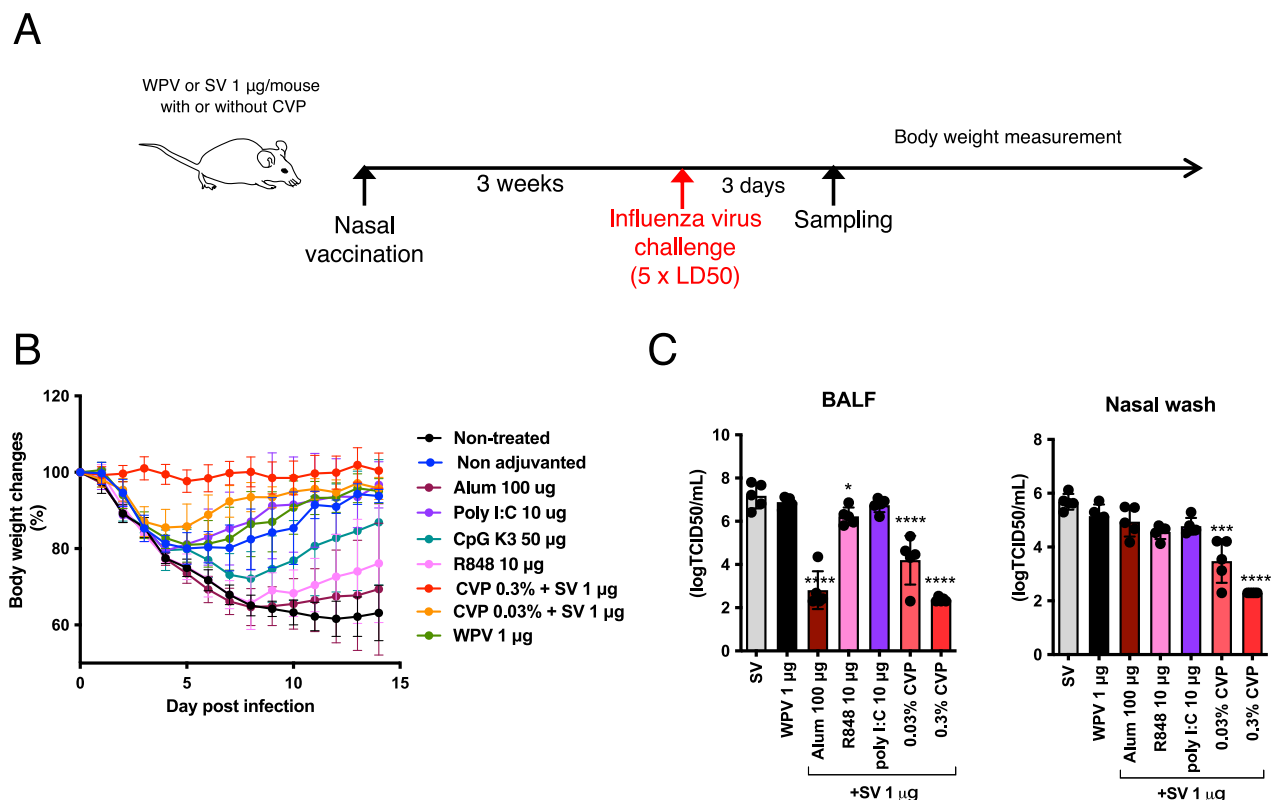 A
WPV or SV 1 µg/mouse
with or without CVP
Body weight measurement
3 weeks
3 days
Nasal
vaccination
Influenza virus
challenge
(5 x LD50)
Sampling
B
120
100
80
60
Body weight changes
(%)
0
5
10
15
Day post infection
Non-treated
Non adjuvanted
Alum 100 ug
Poly I:C 10 ug
CpG K3 50 µg
R848 10 µg
CVP 0.3% + SV 1 µg
CVP 0.03% + SV 1 µg
WPV 1 µg
C
BALF
(logTCID50/mL)
10
8
6
4
2
0
****
*
****
****
SV
WPV 1 µg
Alum 100 µg
R848 10 µg
poly I:C 10 µg
0.03% CVP
0.3% CVP
+SV 1 µg
Nasal wash
(logTCID50/mL)
8
6
4
2
0
***
****
SV
WPV 1 µg
Alum 100 µg
R848 10 µg
poly I:C 10 µg
0.03% CVP
0.3% CVP
+SV 1 µg